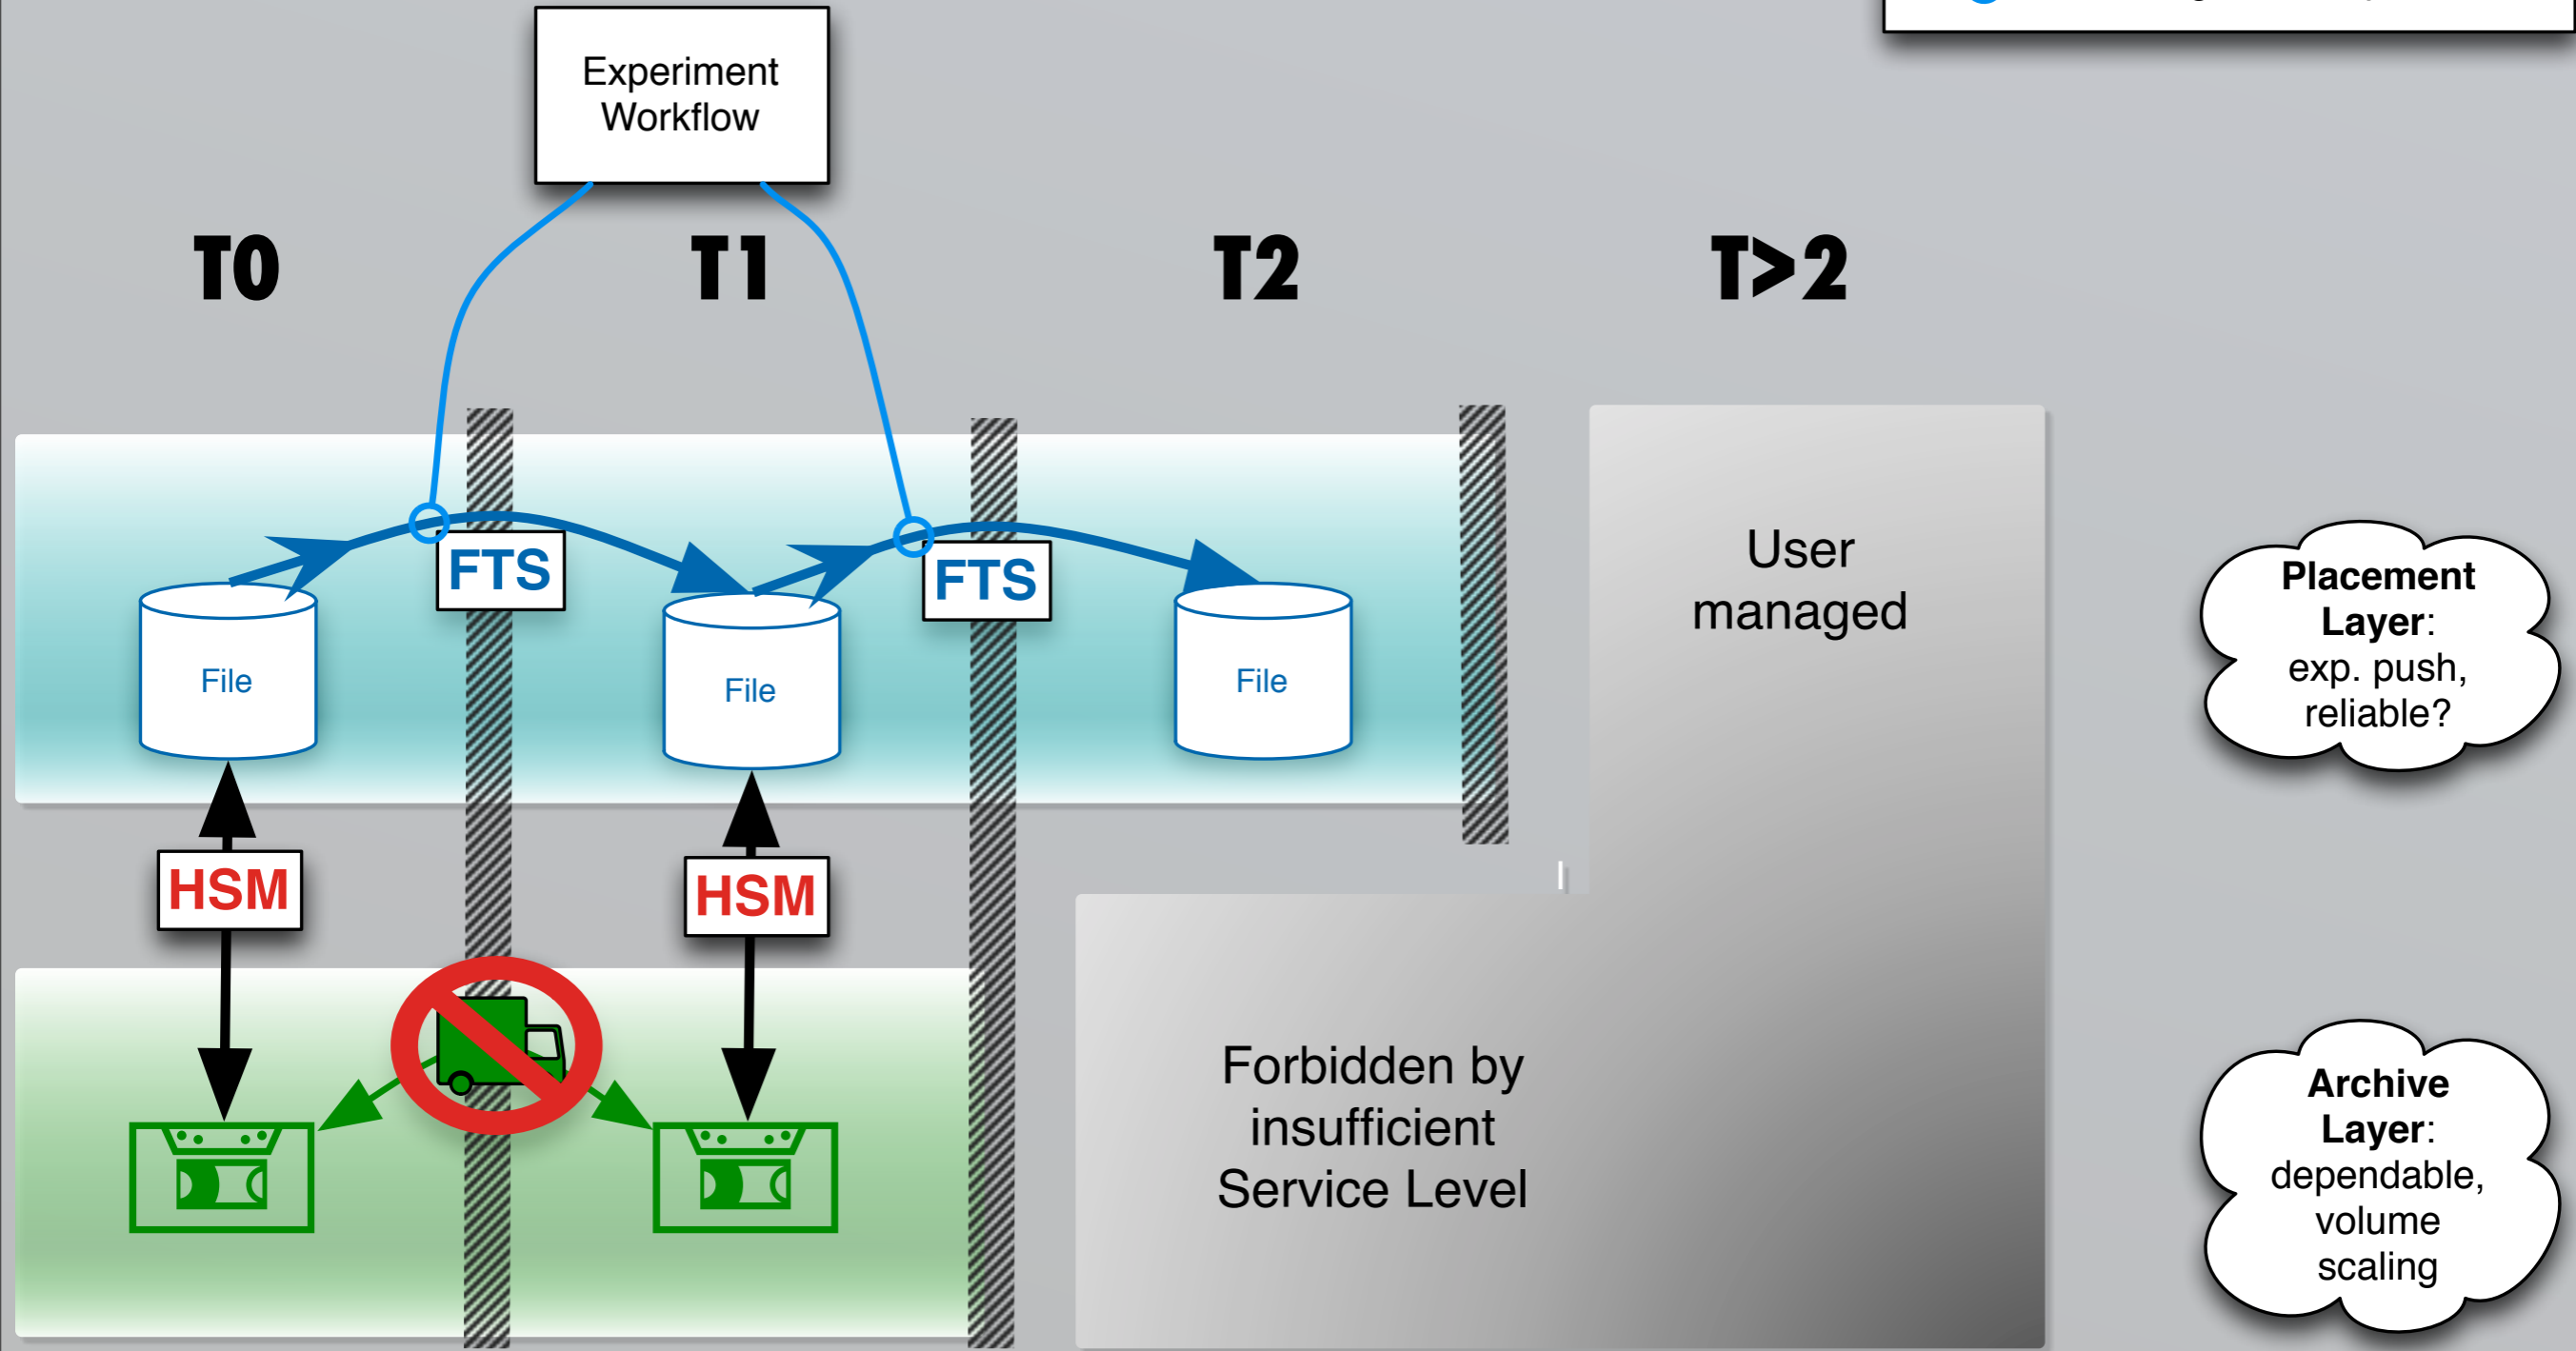 Experiment
Workflow
T0
T1
T2
T>2
FTS
FTS
File
File
File
User
managed
Placement
Layer:
exp. push,
reliable?
HSM
HSM
Forbidden by
insufficient
Service Level
Archive
Layer:
dependable,
volume
scaling